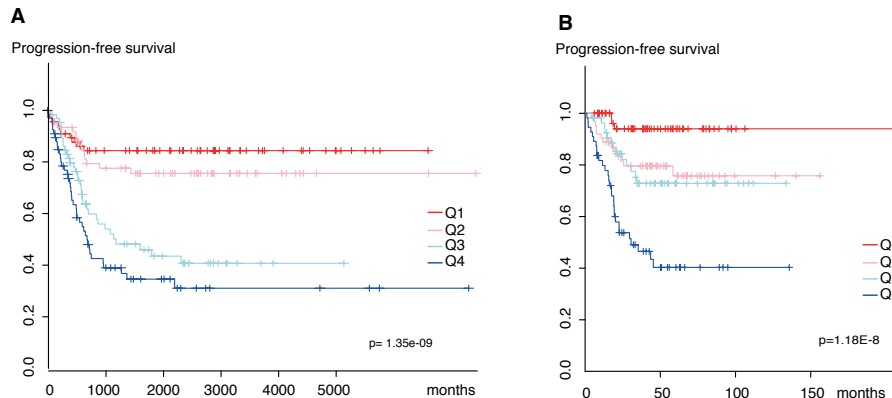 A
Progression-free survival
1.0
0.8
0.6
0.4
0.2
0.0
Q1
Q2
Q3
Q4
p= 1.35e-09
0 1000 2000 3000 4000 5000 months
B
Progression-free survival
1.0
0.8
0.6
0.4
0.2
0.0
Q
Q
Q
Q
p=1.18E-8
0 50 100 150 months